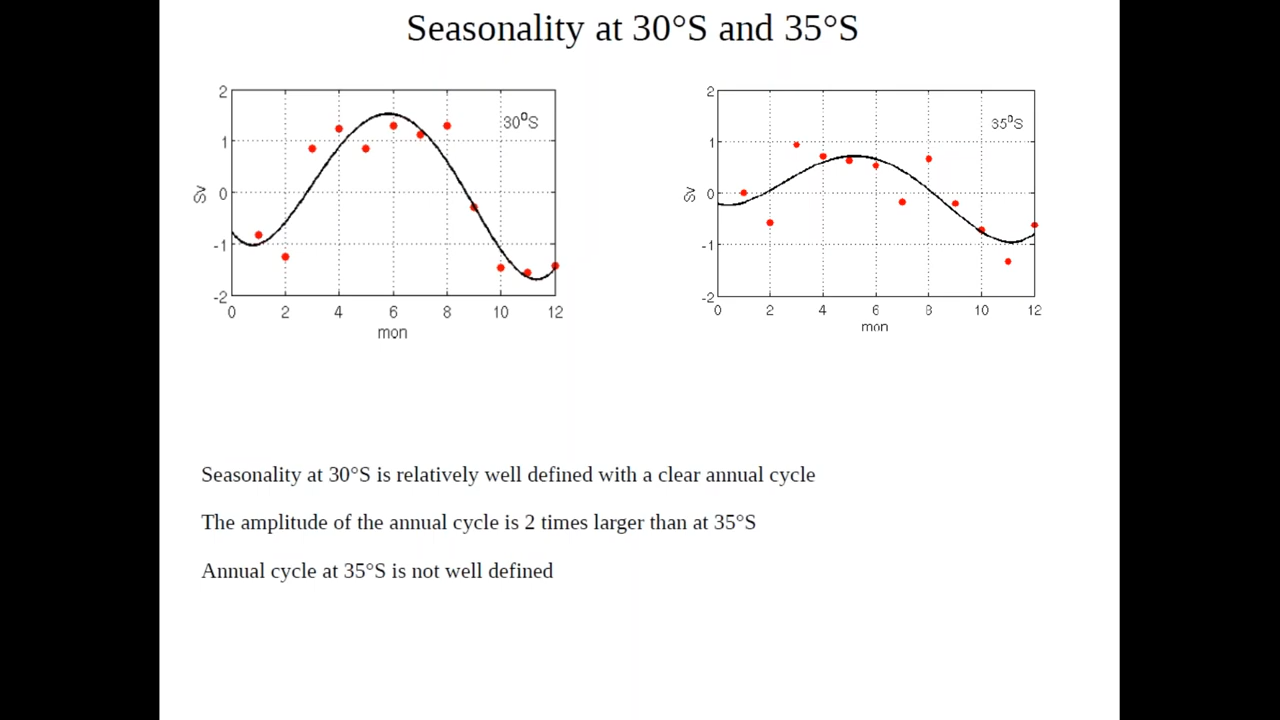 Seasonality at 30°S and 35°S
2
1
0
-1
-2
Sv
30⁰S
0 2 4 6 8 10 12
mon
2
1
0
-1
-2
Sv
35⁰S
0 2 4 6 8 10 12
mon
Seasonality at 30°S is relatively well defined with a clear annual cycle
The amplitude of the annual cycle is 2 times larger than at 35°S
Annual cycle at 35°S is not well defined